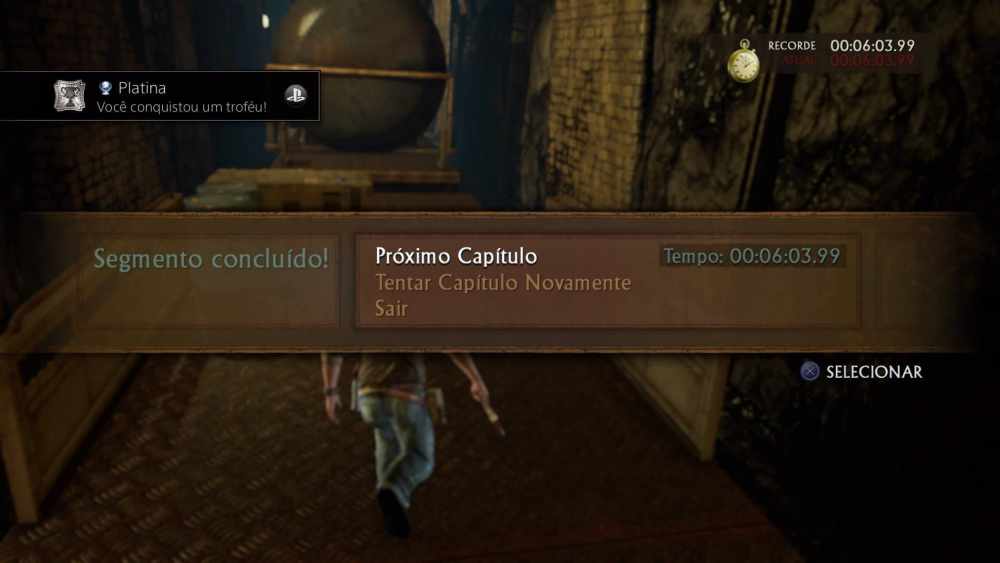 Platina
Você conquistou um troféu!
RECORDE 00:06:03.99
ATUAL 00:06:03.99
Segmento concluído!
Próximo Capítulo
Tempo: 00:06:03.99
Tentar Capítulo Novamente
Sair
SELECIONAR